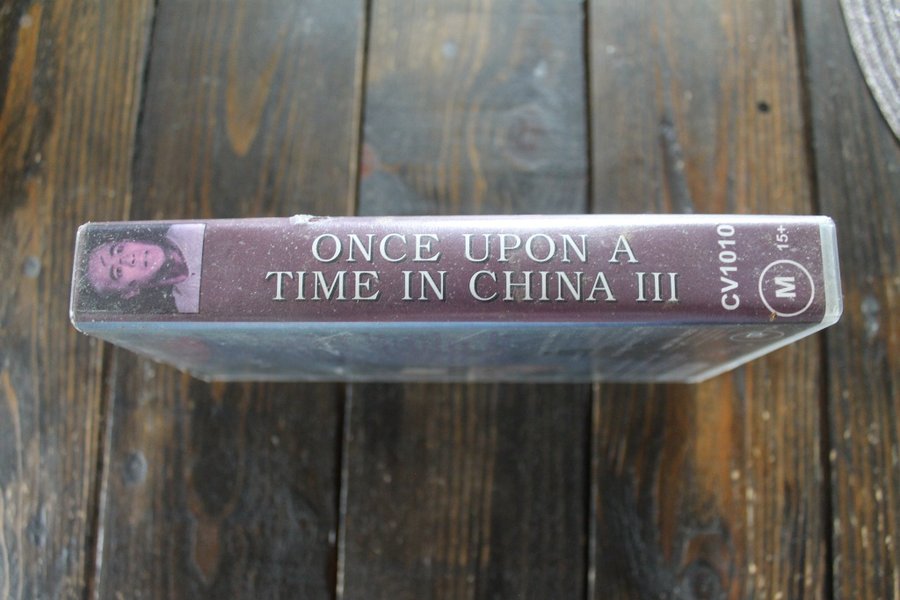 ONCE UPON A
TIME IN CHINA III
CV1010
M 15+